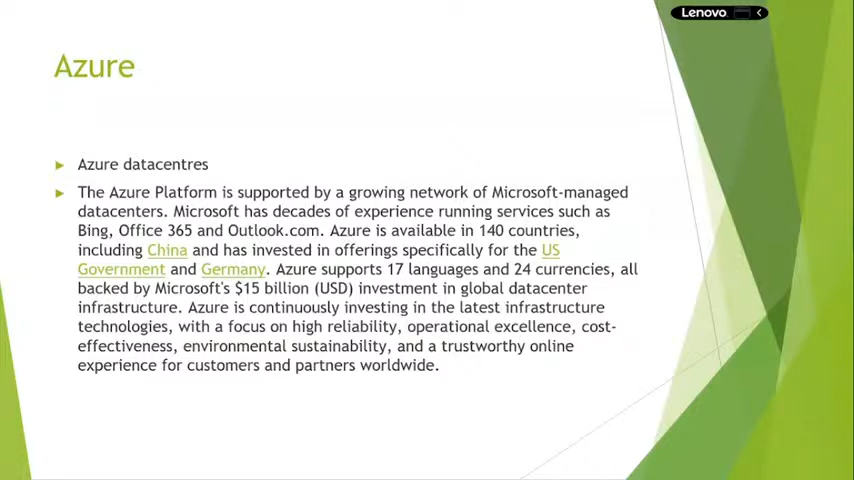 Lenovo
Azure
Azure datacentres
The Azure Platform is supported by a growing network of Microsoft-managed
datacenters. Microsoft has decades of experience running services such as
Bing, Office 365 and Outlook.com. Azure is available in 140 countries,
including China and has invested in offerings specifically for the US
Government and Germany. Azure supports 17 languages and 24 currencies, all
backed by Microsoft's $15 billion (USD) investment in global datacenter
infrastructure. Azure is continuously investing in the latest infrastructure
technologies, with a focus on high reliability, operational excellence, cost-
effectiveness, environmental sustainability, and a trustworthy online
experience for customers and partners worldwide.